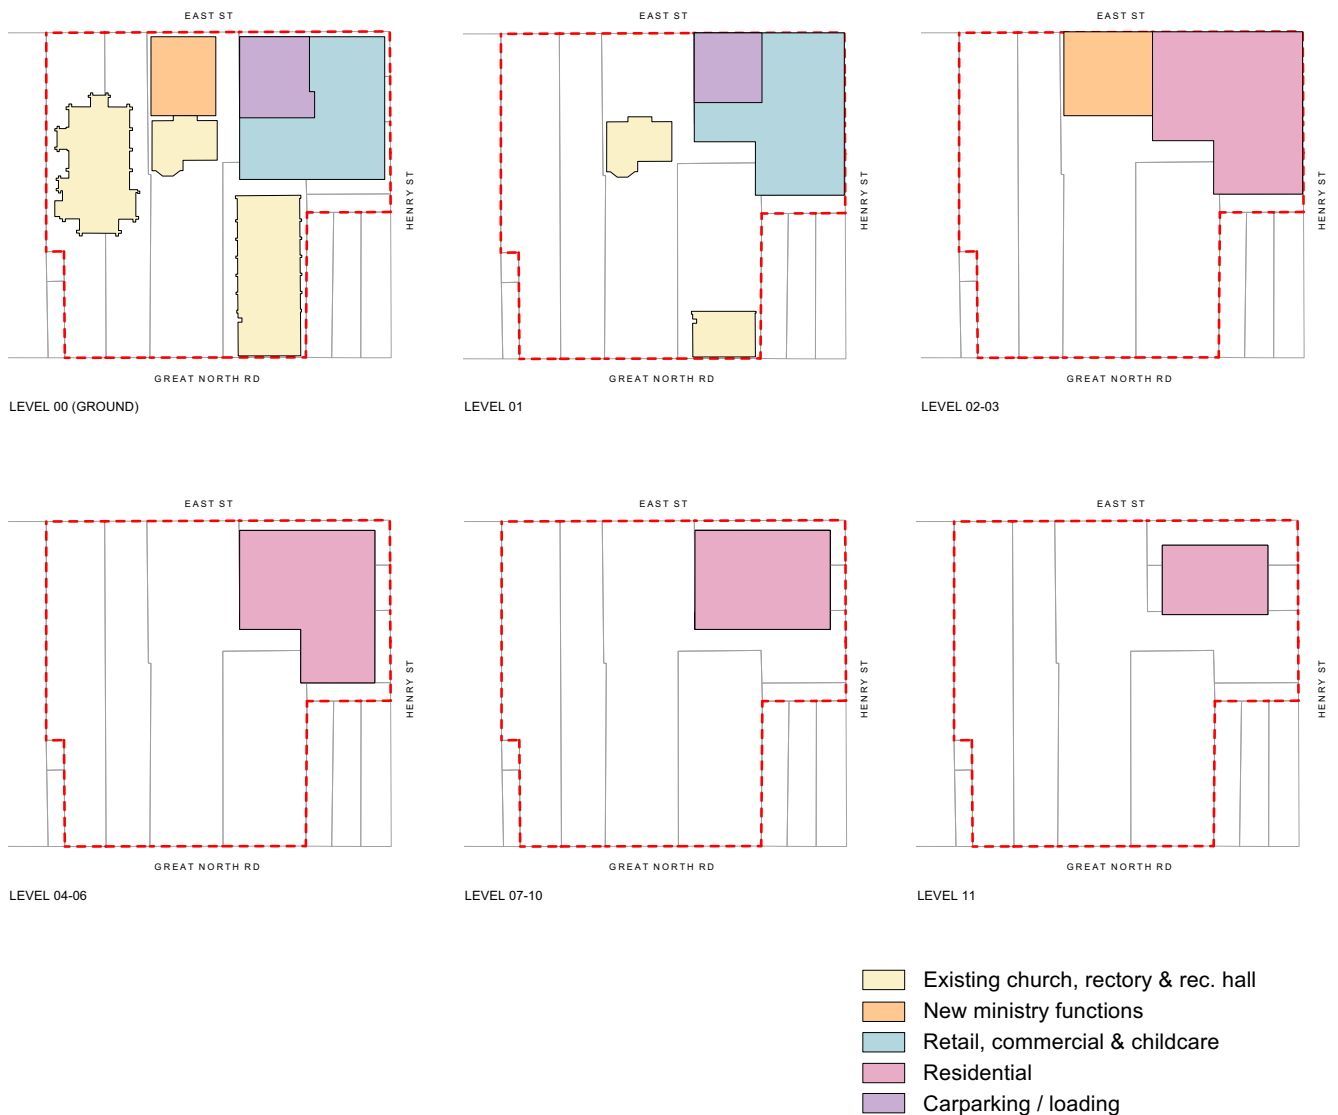 EAST ST
HENRY ST
GREAT NORTH RD
LEVEL 00 (GROUND)
EAST ST
HENRY ST
GREAT NORTH RD
LEVEL 01
EAST ST
HENRY ST
GREAT NORTH RD
LEVEL 02-03
EAST ST
HENRY ST
GREAT NORTH RD
LEVEL 04-06
EAST ST
HENRY ST
GREAT NORTH RD
LEVEL 07-10
EAST ST
HENRY ST
GREAT NORTH RD
LEVEL 11
Existing church, rectory & rec. hall
New ministry functions
Retail, commercial & childcare
Residential
Carparking / loading